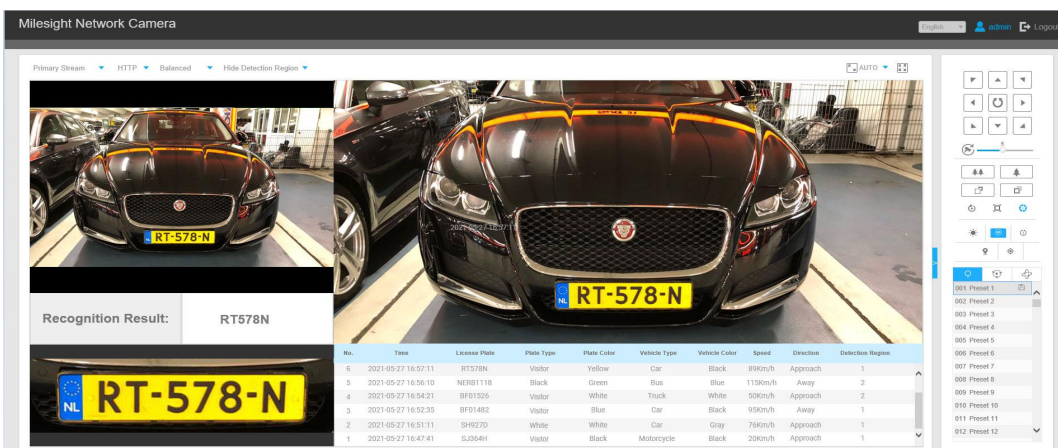 Milesight Network Camera
English
admin
Logout
Primary Stream HTTP Balanced Hide Detection Region
AUTO
NL RT-578-N
2021-05-27 16:57:11
NL RT-578-N
Recognition Result: RT578N
NL RT-578-N
No. Time License Plate Plate Type Plate Color Vehicle Type Vehicle Color Speed Direction Detection Region
6 2021-05-27 16:57:11 RT578N Visitor Yellow Car Black 89Km/h Approach 1
5 2021-05-27 16:56:10 NERB1118 Black Green Bus Blue 115Km/h Away 2
4 2021-05-27 16:54:21 BF01526 Visitor White Truck White 50Km/h Approach 2
3 2021-05-27 16:52:35 BF01482 Visitor Blue Car Black 95Km/h Away 1
2 2021-05-27 16:51:11 SH927D White White Car Gray 76Km/h Approach 1
1 2021-05-27 16:47:41 SJ364H Visitor Black Motorcycle Black 20Km/h Approach 1
5
001 Preset 1
002 Preset 2
003 Preset 3
004 Preset 4
005 Preset 5
006 Preset 6
007 Preset 7
008 Preset 8
009 Preset 9
010 Preset 10
011 Preset 11
012 Preset 12